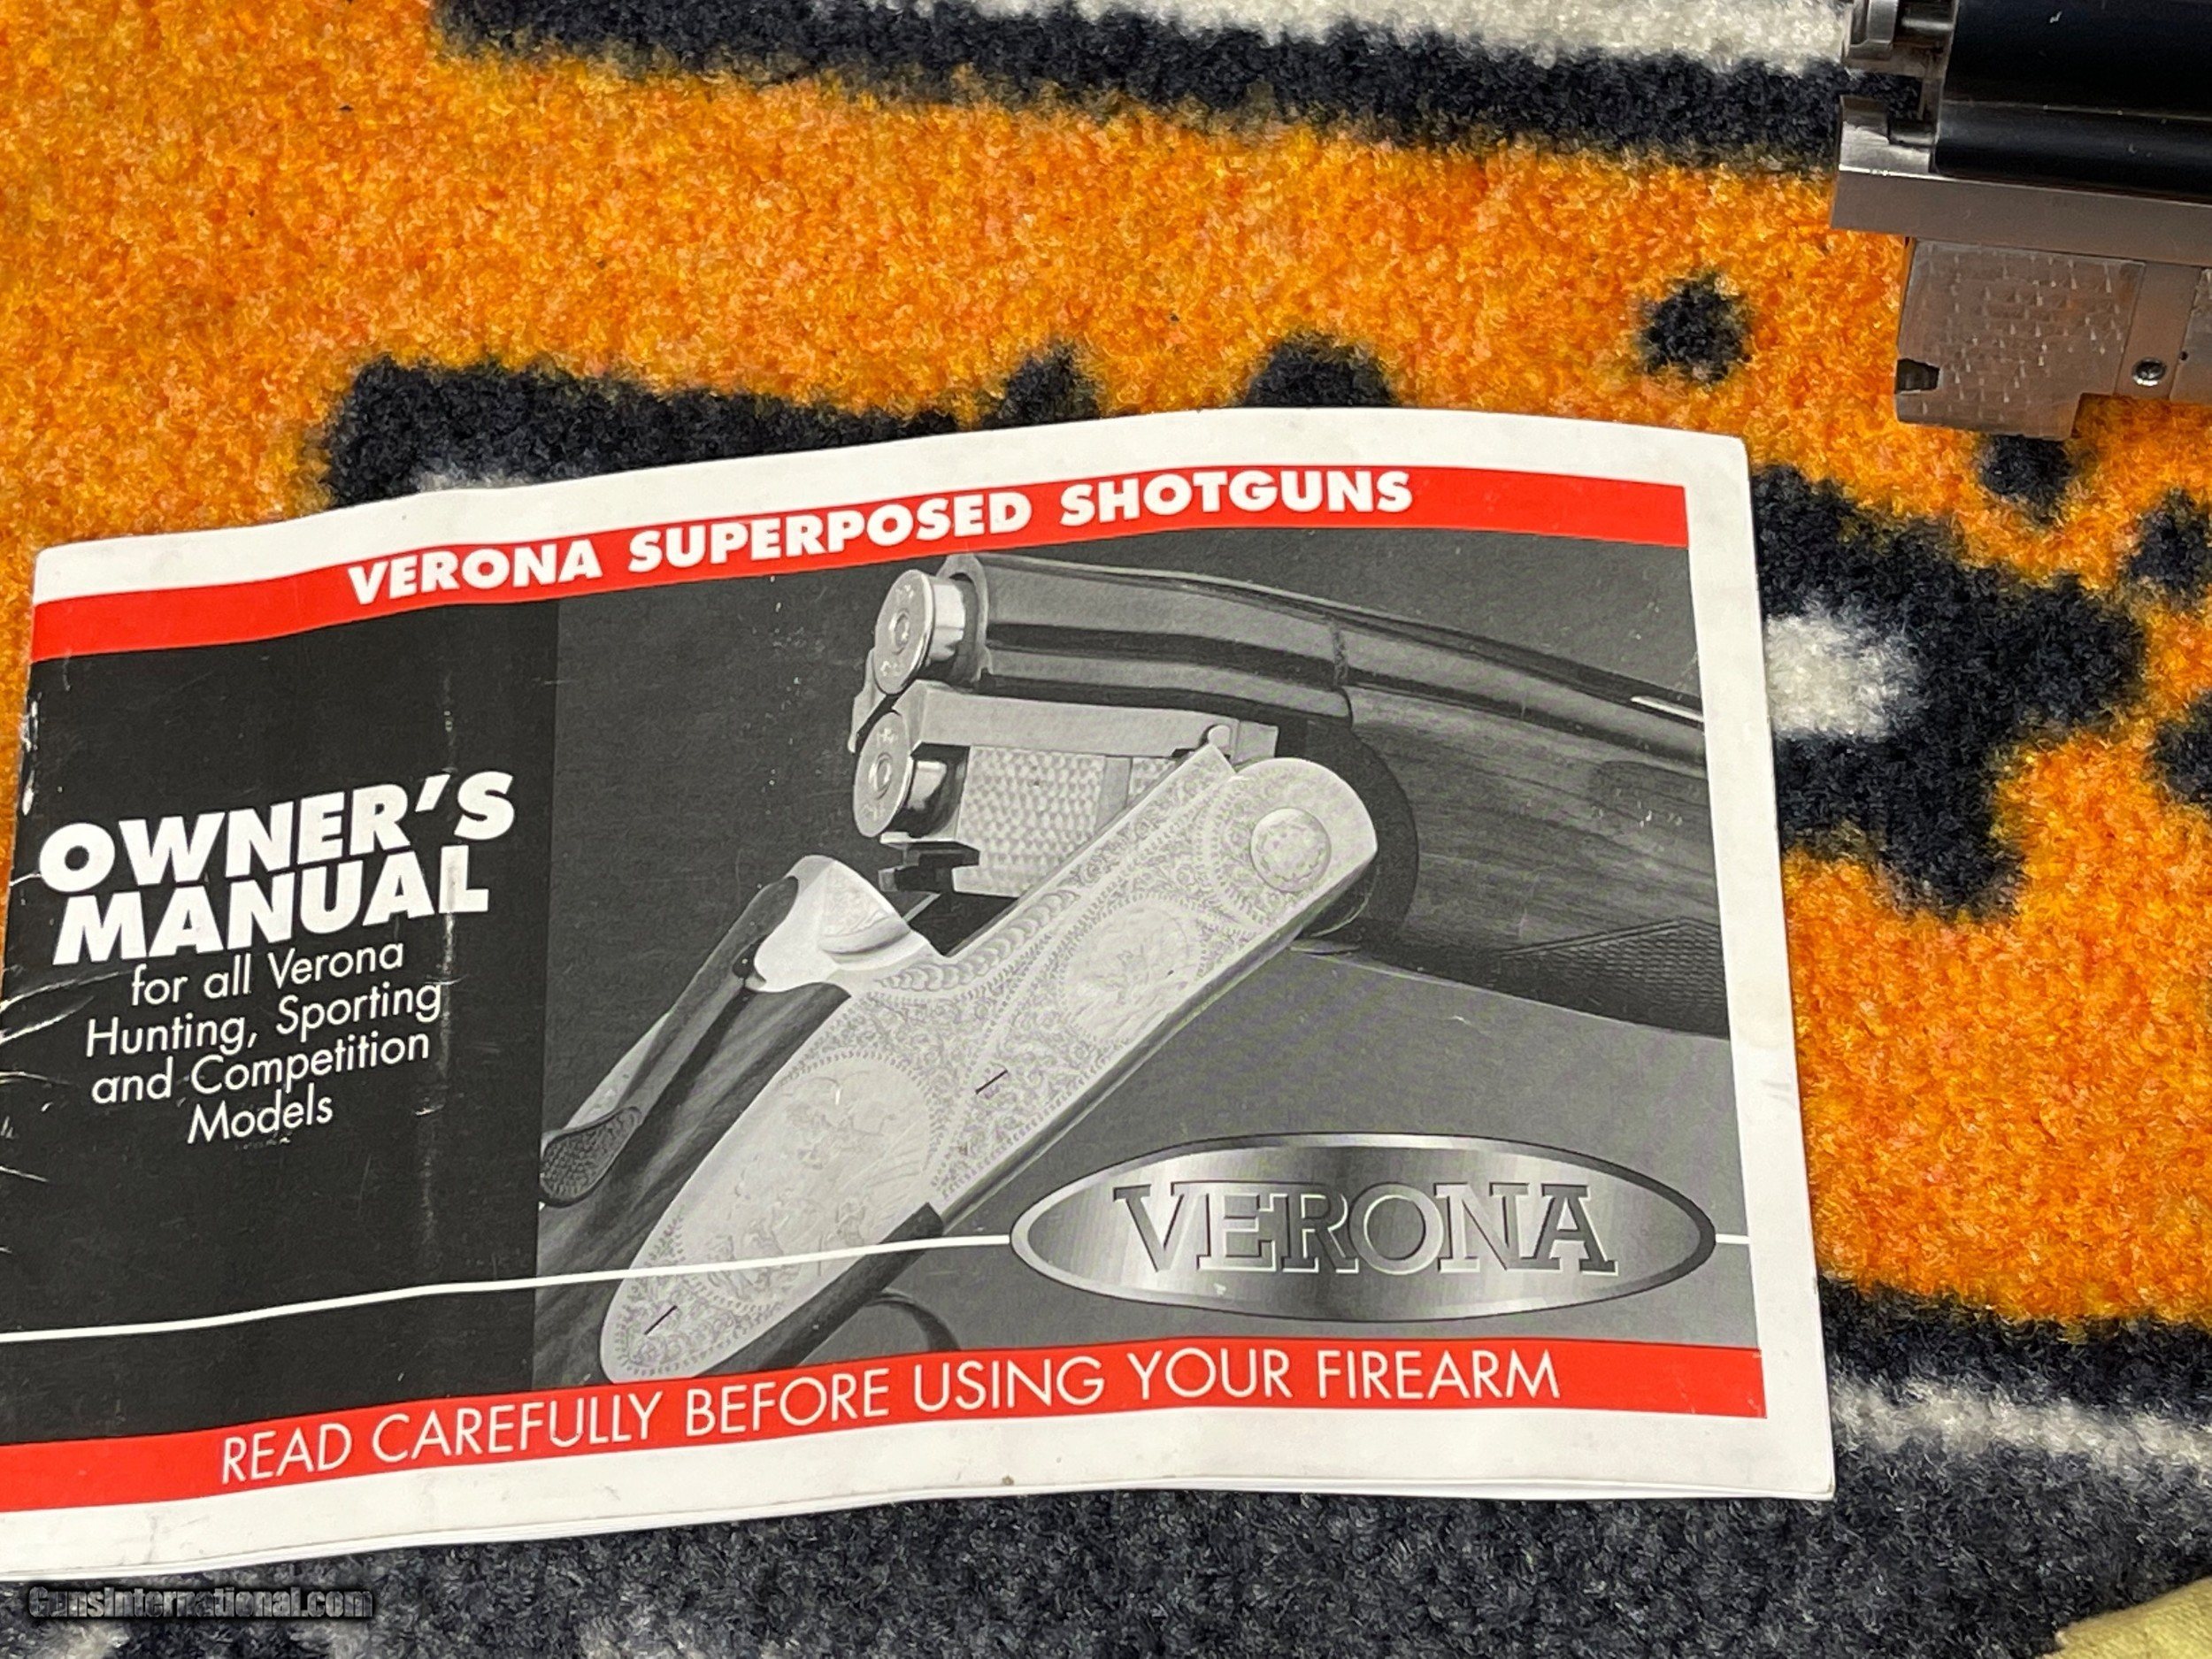 VERONA SUPERPOSED SHOTGUNS
OWNER'S
MANUAL
for all Verona
Hunting, Sporting
and Competition
Models
VERONA
READ CAREFULLY BEFORE USING YOUR FIREARM
GunsInternational.com